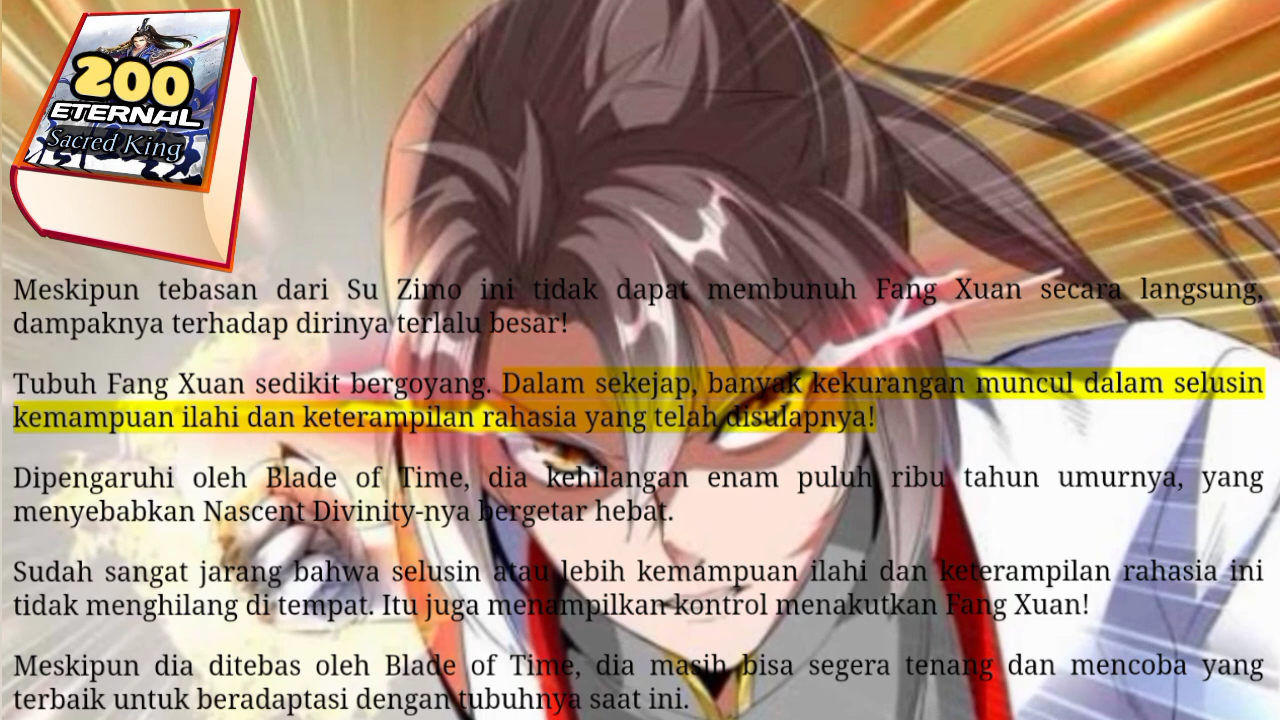 200
ETERNAL
Sacred King
Meskipun tebasan dari Su Zimo ini tidak dapat membunuh Fang Xuan secara langsung,
dampaknya terhadap dirinya terlalu besar!
Tubuh Fang Xuan sedikit bergoyang. Dalam sekejap, banyak kekurangan muncul dalam selusin
kemampuan ilahi dan keterampilan rahasia yang telah disulapnya!
Dipengaruhi oleh Blade of Time, dia kehilangan enam puluh ribu tahun umurnya, yang
menyebabkan Nascent Divinity-nya bergetar hebat.
Sudah sangat jarang bahwa selusin atau lebih kemampuan ilahi dan keterampilan rahasia ini
tidak menghilang di tempat. Itu juga menampilkan kontrol menakutkan Fang Xuan!
Meskipun dia ditebas oleh Blade of Time, dia masih bisa segera tenang dan mencoba yang
terbaik untuk beradaptasi dengan tubuhnya saat ini.